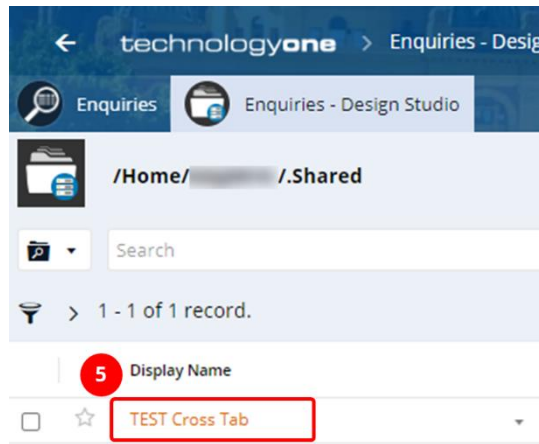 technologyone > Enquiries - Desig
Enquiries Enquiries - Design Studio
/Home/ /.Shared
Search
> 1 - 1 of 1 record.
5 Display Name
TEST Cross Tab